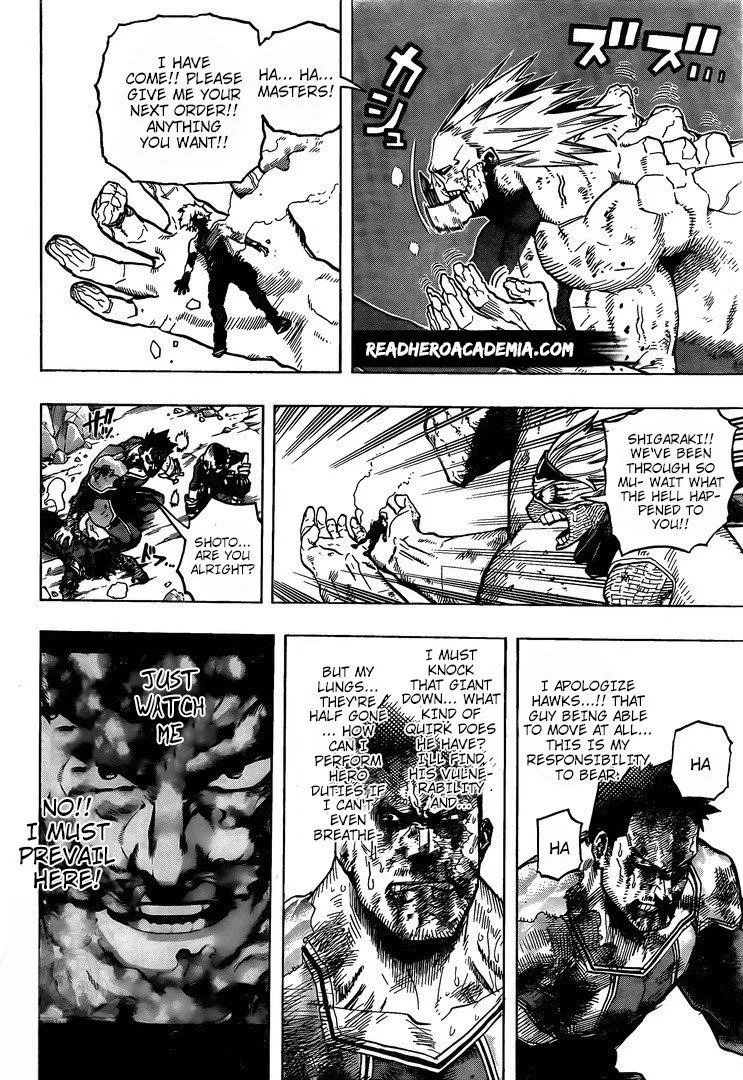 ズズズ...
カシュ
HA... HA...
MASTERS!
I HAVE
COME!! PLEASE
GIVE ME YOUR
NEXT ORDER!!
ANYTHING
YOU WANT!!
READHEROACADEMIA.COM
SHIGARAKI!!
WE'VE BEEN
THROUGH SO
MU- WAIT WHAT
THE HELL HAP-
PENED TO
YOU!!
SHOTO...
... ARE YOU
ALRIGHT?
HA
HA
I APOLOGIZE
HAWKS...!! THAT
GUY BEING ABLE
TO MOVE AT ALL...
THIS IS MY
RESPONSIBILITY
TO BEAR.
I MUST
KNOCK
THAT GIANT
DOWN... WHAT
KIND OF
QUIRK DOES
HE HAVE?
I'LL FIND
HIS VULNE-
RABILITY
AND...
BUT MY
LUNGS...
THEY'RE
HALF GONE
... HOW
CAN I
PERFORM
HERO
DUTIES IF
I CAN'T
EVEN
BREATHE
JUST
WATCH
ME
NO!!
I MUST
PREVAIL
HERE!